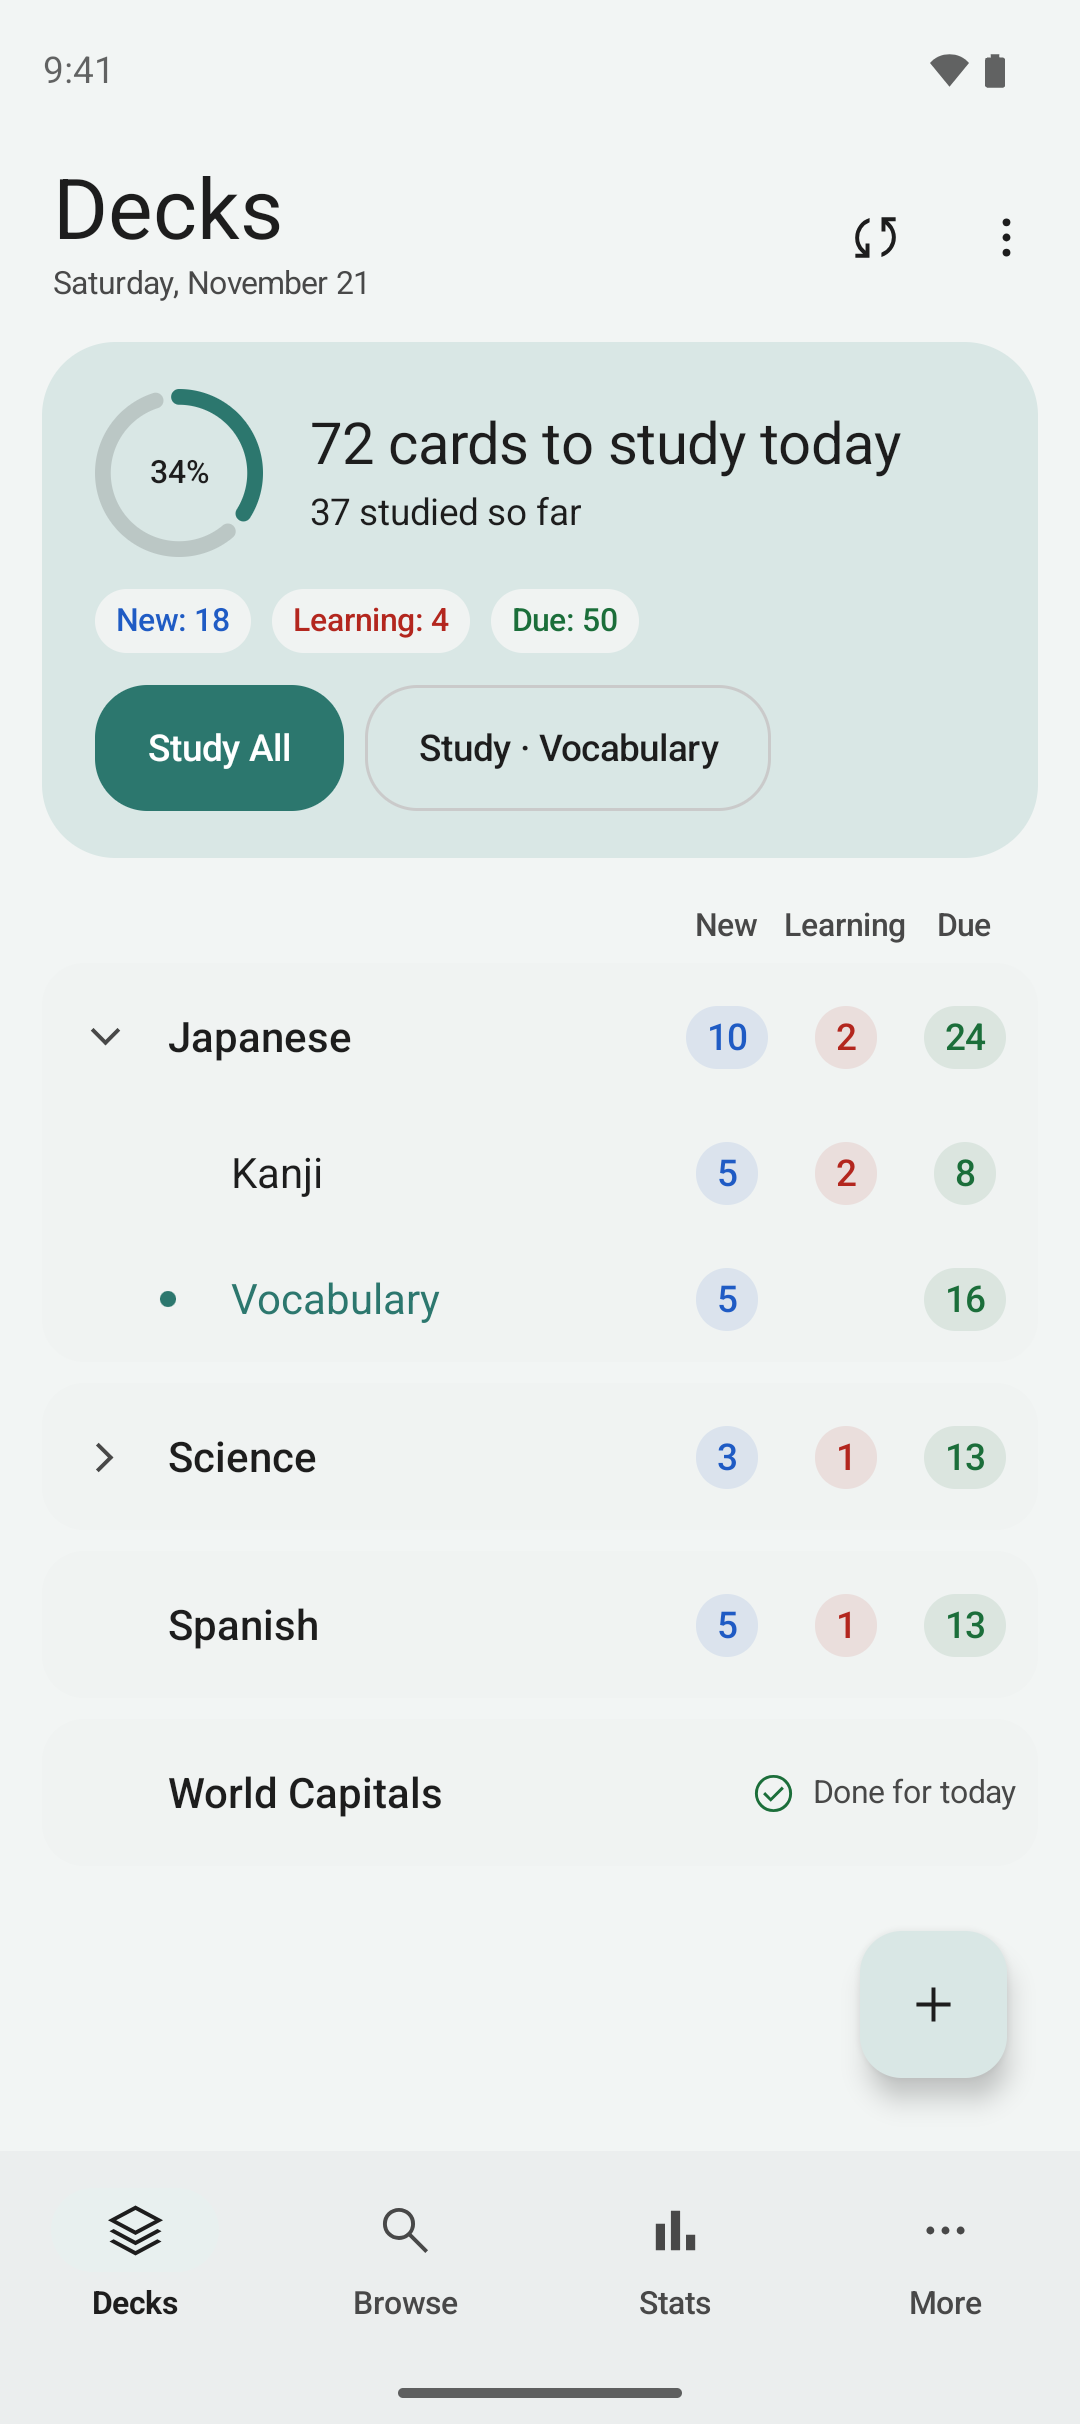 9:41
Decks
Saturday, November 21
34%
72 cards to study today
37 studied so far
New: 18 Learning: 4 Due: 50
Study All Study · Vocabulary
New Learning Due
Japanese 10 2 24
Kanji 5 2 8
Vocabulary 5 16
Science 3 1 13
Spanish 5 1 13
World Capitals Done for today
Decks Browse Stats More